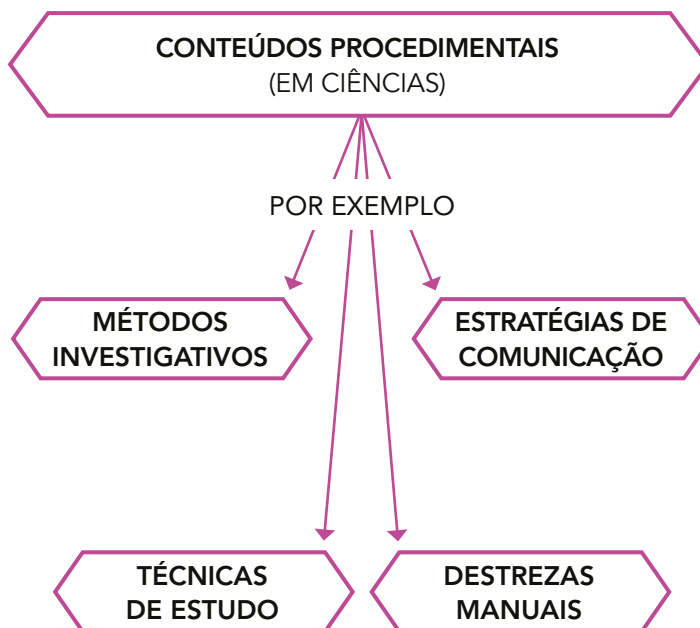 CONTEÚDOS PROCEDIMENTAIS
(EM CIÊNCIAS)
POR EXEMPLO
MÉTODOS
INVESTIGATIVOS
ESTRATÉGIAS DE
COMUNICAÇÃO
TÉCNICAS
DE ESTUDO
DESTREZAS
MANUAIS